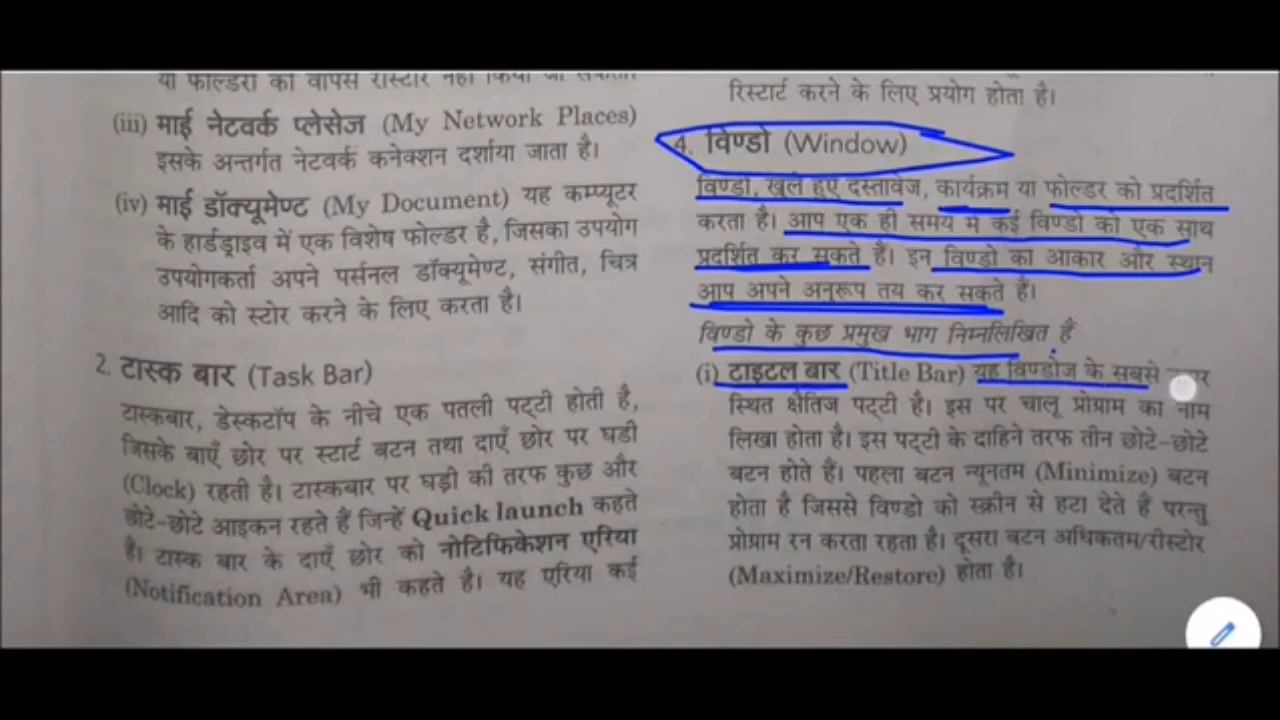 या फोल्डरों को वापस रीस्टोर नहीं किया जा सकता।
(iii) माई नेटवर्क प्लेसेज (My Network Places)
इसके अन्तर्गत नेटवर्क कनेक्शन दर्शाया जाता है।
(iv) माई डॉक्यूमेण्ट (My Document) यह कम्प्यूटर
के हार्डड्राइव में एक विशेष फोल्डर है, जिसका उपयोग
उपयोगकर्ता अपने पर्सनल डॉक्यूमेण्ट, संगीत, चित्र
आदि को स्टोर करने के लिए करता है।
2. टास्क बार (Task Bar)
टास्कबार, डेस्कटॉप के नीचे एक पतली पट्टी होती है,
जिसके बाएँ छोर पर स्टार्ट बटन तथा दाएँ छोर पर घडी
(Clock) रहती है। टास्कबार पर घड़ी की तरफ कुछ और
छोटे-छोटे आइकन रहते हैं जिन्हें Quick launch कहते
है। टास्क बार के दाएँ छोर को नोटिफिकेशन एरिया
(Notification Area) भी कहते है। यह एरिया कई
रिस्टार्ट करने के लिए प्रयोग होता है।
4. विण्डो (Window)
विण्डो, खुले हुए दस्तावेज, कार्यक्रम या फोल्डर को प्रदर्शित
करता है। आप एक ही समय में कई विण्डो को एक साथ
प्रदर्शित कर सकते हैं। इन विण्डो का आकार और स्थान
आप अपने अनुरूप तय कर सकते हैं।
विण्डो के कुछ प्रमुख भाग निम्नलिखित हैं
(i) टाइटल बार (Title Bar) यह विण्डोज के सबसे
स्थित क्षैतिज पट्टी है। इस पर चालू प्रोग्राम का नाम
लिखा होता है। इस पट्टी के दाहिने तरफ तीन छोटे-छोटे
बटन होते हैं। पहला बटन न्यूनतम (Minimize) बटन
होता है जिससे विण्डो को स्क्रीन से हटा देते है परन्तु
प्रोग्राम रन करता रहता है। दूसरा बटन अधिकतम/रीस्टोर
(Maximize/Restore) होता है।